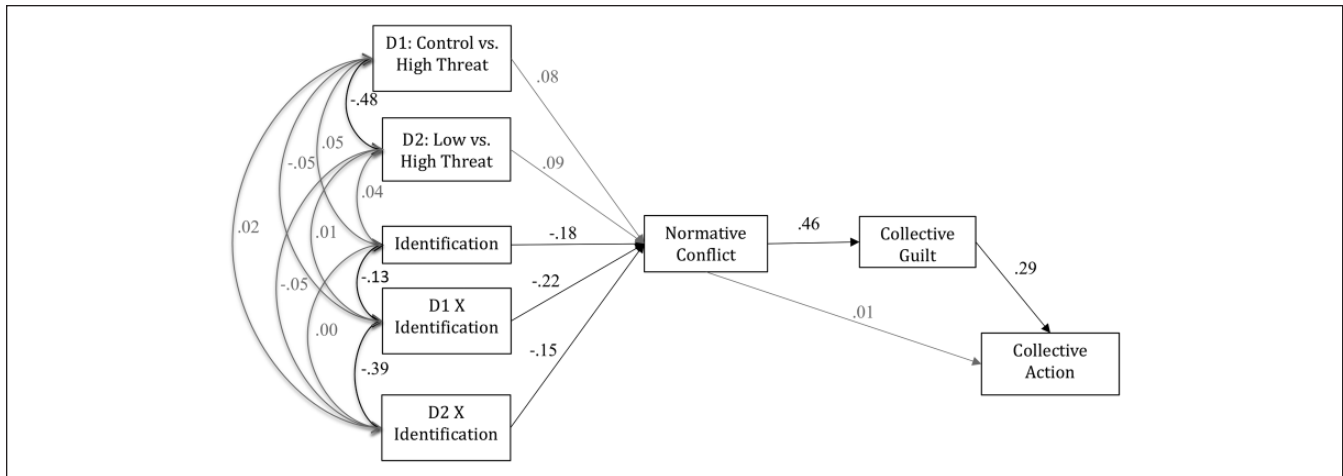 D1: Control vs.
High Threat
.08
-.48
D2: Low vs.
High Threat
.05
-.05
.09
.04
.02
.01
Identification
-.18
Normative
Conflict
.46
Collective
Guilt
-.13
-.05
D1 X
Identification
-.22
.29
.00
.01
-.15
Collective
Action
-.39
D2 X
Identification